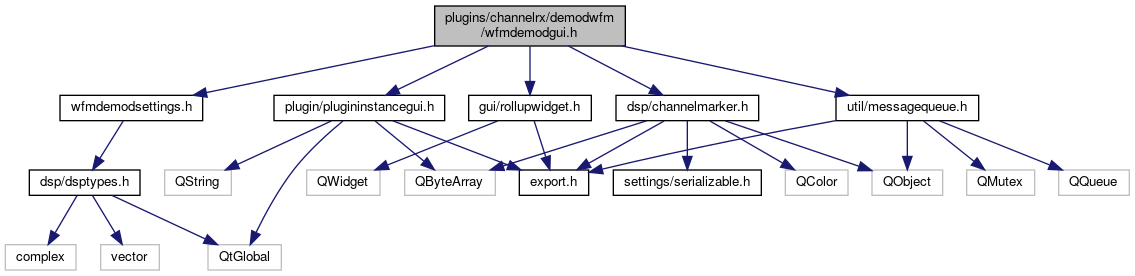 plugins/channelrx/demodwfm
/wfmdemodgui.h
wfmdemodsettings.h
plugin/plugininstancegui.h
gui/rollupwidget.h
dsp/channelmarker.h
util/messagequeue.h
dsp/dsptypes.h
QString
QWidget
QByteArray
export.h
settings/serializable.h
QColor
QObject
QMutex
QQueue
complex
vector
QtGlobal